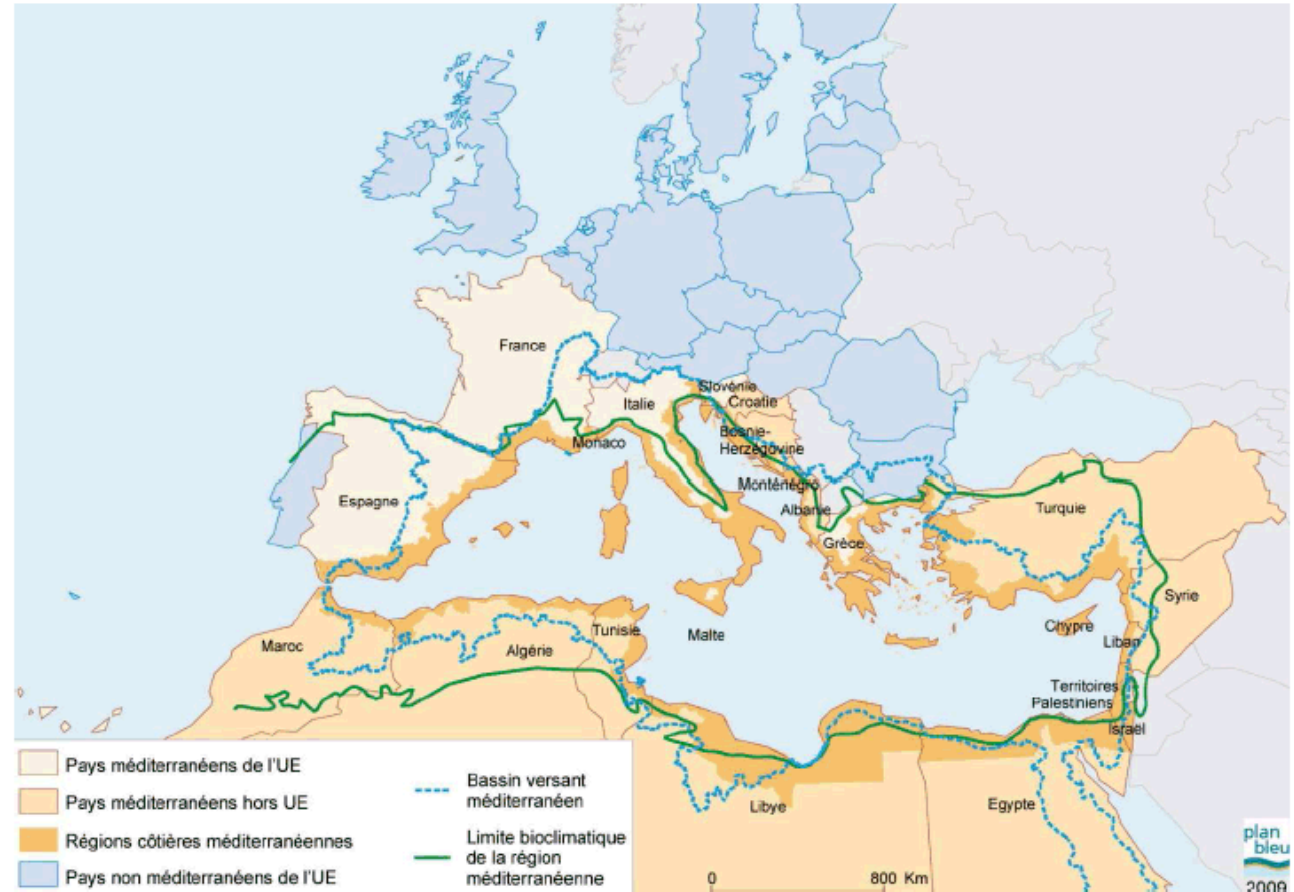 France
Slovénie
Croatie
Italie
Bosnie-
Herzégovine
Monaco
Monténégro
Espagne
Albanie
Turquie
Grèce
Syrie
Chypre
Tunisie
Malte
Liban
Maroc
Algérie
Territoires
Palestiniens
Israël
Libye
Egypte
Pays méditerranéens de l'UE
Pays méditerranéens hors UE
Régions côtières méditerranéennes
Pays non méditerranéens de l'UE
Bassin versant
méditerranéen
Limite bioclimatique
de la région
méditerranéenne
0 800 Km
plan
bleu
2009